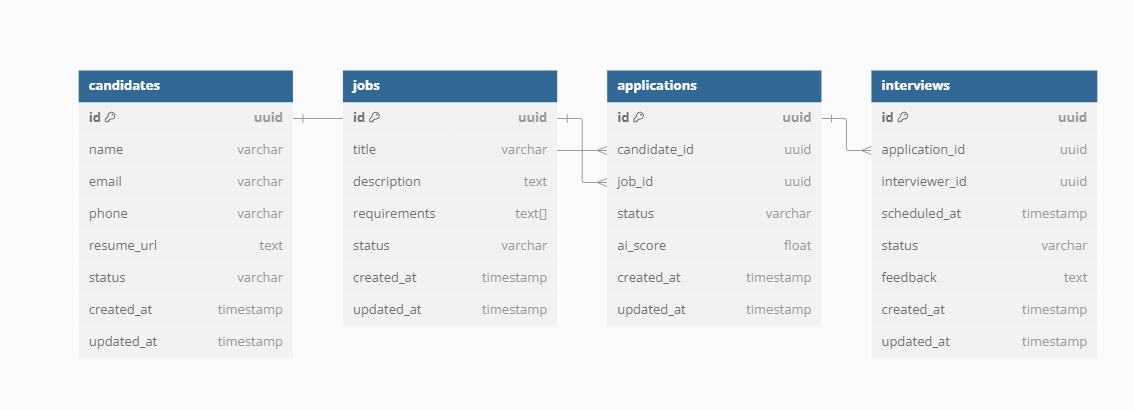 candidates
id uuid
name varchar
email varchar
phone varchar
resume_url text
status varchar
created_at timestamp
updated_at timestamp
jobs
id uuid
title varchar
description text
requirements text[]
status varchar
created_at timestamp
updated_at timestamp
applications
id uuid
candidate_id uuid
job_id uuid
status varchar
ai_score float
created_at timestamp
updated_at timestamp
interviews
id uuid
application_id uuid
interviewer_id uuid
scheduled_at timestamp
status varchar
feedback text
created_at timestamp
updated_at timestamp